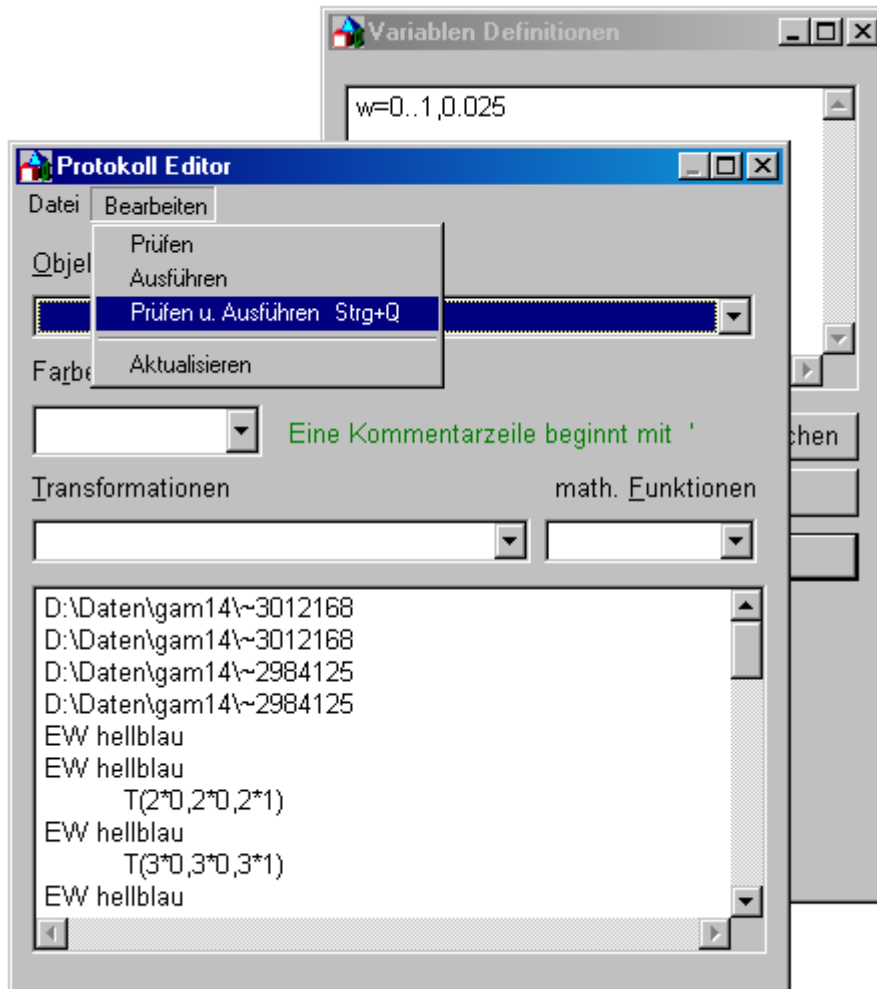 Variablen Definitionen
w=0..1,0.025
Protokoll Editor
Datei Bearbeiten
Prüfen
Ausführen
Prüfen u. Ausführen Strg+Q
Aktualisieren
Eine Kommentarzeile beginnt mit '
Transformationen math. Funktionen
D:\Daten\gam14\~3012168
D:\Daten\gam14\~3012168
D:\Daten\gam14\~2984125
D:\Daten\gam14\~2984125
EW hellblau
EW hellblau
T(2*0,2*0,2*1)
EW hellblau
T(3*0,3*0,3*1)
EW hellblau